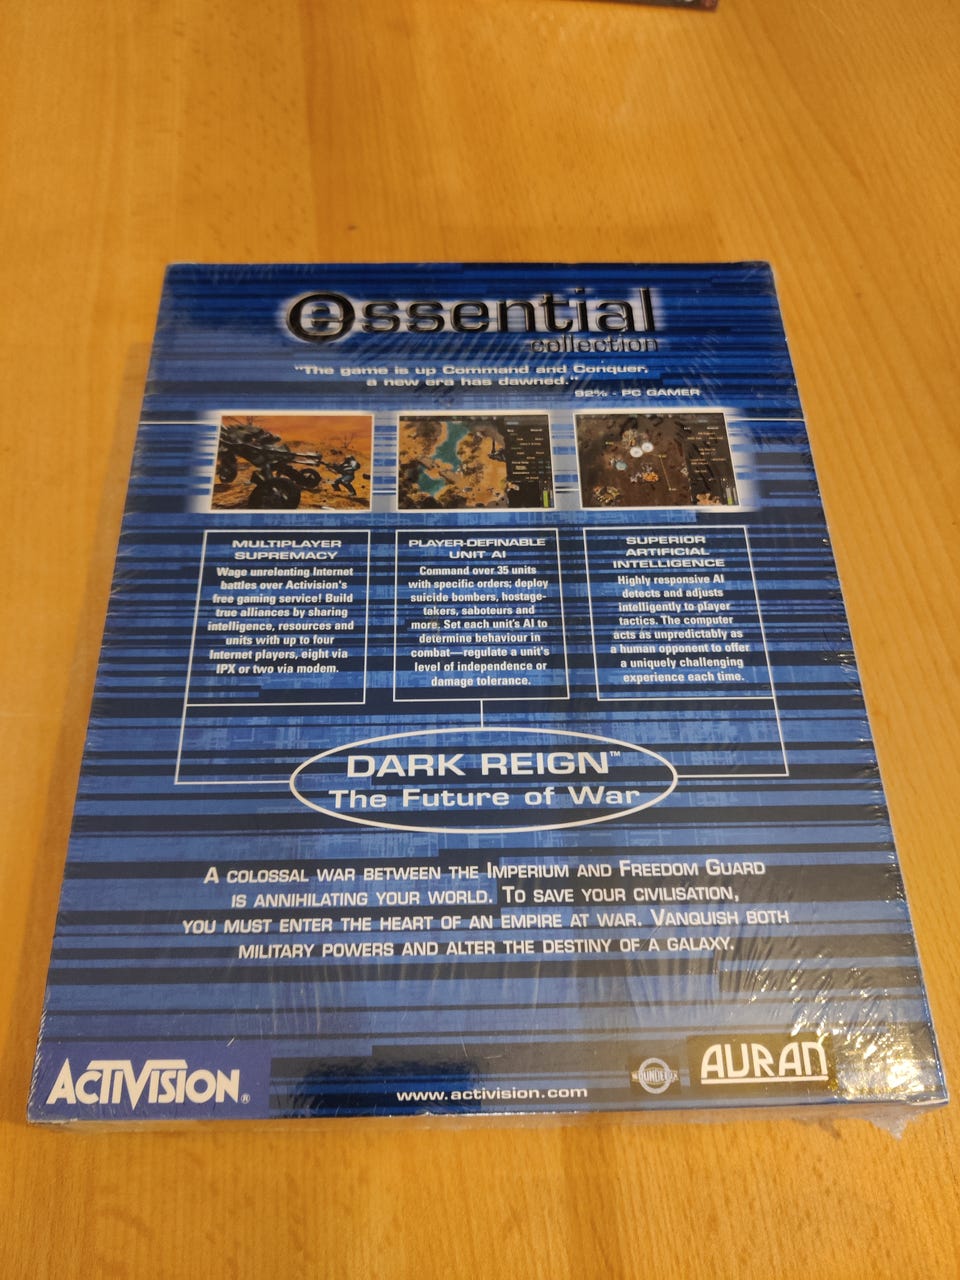 essential
collection
"The game is up Command and Conquer,
a new era has dawned."
92% - PC GAMER
MULTIPLAYER
SUPREMACY
Wage unrelenting Internet
battles over Activision's
free gaming service! Build
true alliances by sharing
intelligence, resources and
units with up to four
Internet players, eight via
IPX or two via modem.
PLAYER-DEFINABLE
UNIT AI
Command over 35 units
with specific orders; deploy
suicide bombers, hostage-
takers, saboteurs and
more. Set each unit's AI to
determine behaviour in
combat—regulate a unit's
level of independence or
damage tolerance.
SUPERIOR
ARTIFICIAL
INTELLIGENCE
Highly responsive AI
detects and adjusts
intelligently to player
tactics. The computer
acts as unpredictably as
a human opponent to offer
a uniquely challenging
experience each time.
DARK REIGN™
The Future of War
A COLOSSAL WAR BETWEEN THE IMPERIUM AND FREEDOM GUARD
IS ANNIHILATING YOUR WORLD. TO SAVE YOUR CIVILISATION,
YOU MUST ENTER THE HEART OF AN EMPIRE AT WAR. VANQUISH BOTH
MILITARY POWERS AND ALTER THE DESTINY OF A GALAXY.
ACTIVISION®
www.activision.com
SOUNDELUX
AURAN